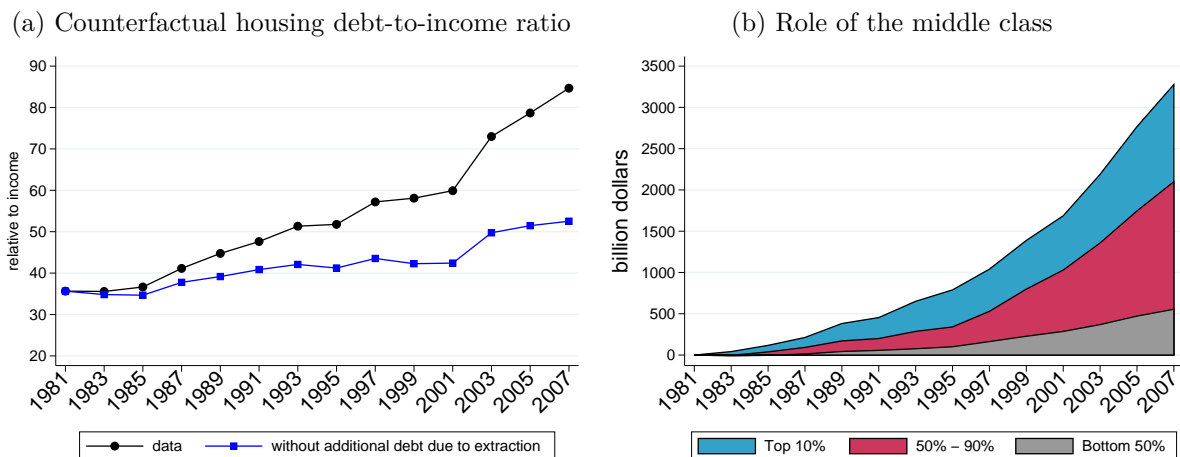 (a) Counterfactual housing debt-to-income ratio
relative to income
90
80
70
60
50
40
30
20
1981 1983 1985 1987 1989 1991 1993 1995 1997 1999 2001 2003 2005 2007
data without additional debt due to extraction
(b) Role of the middle class
billion dollars
3500
3000
2500
2000
1500
1000
500
0
1981 1983 1985 1987 1989 1991 1993 1995 1997 1999 2001 2003 2005 2007
Top 10% 50% − 90% Bottom 50%